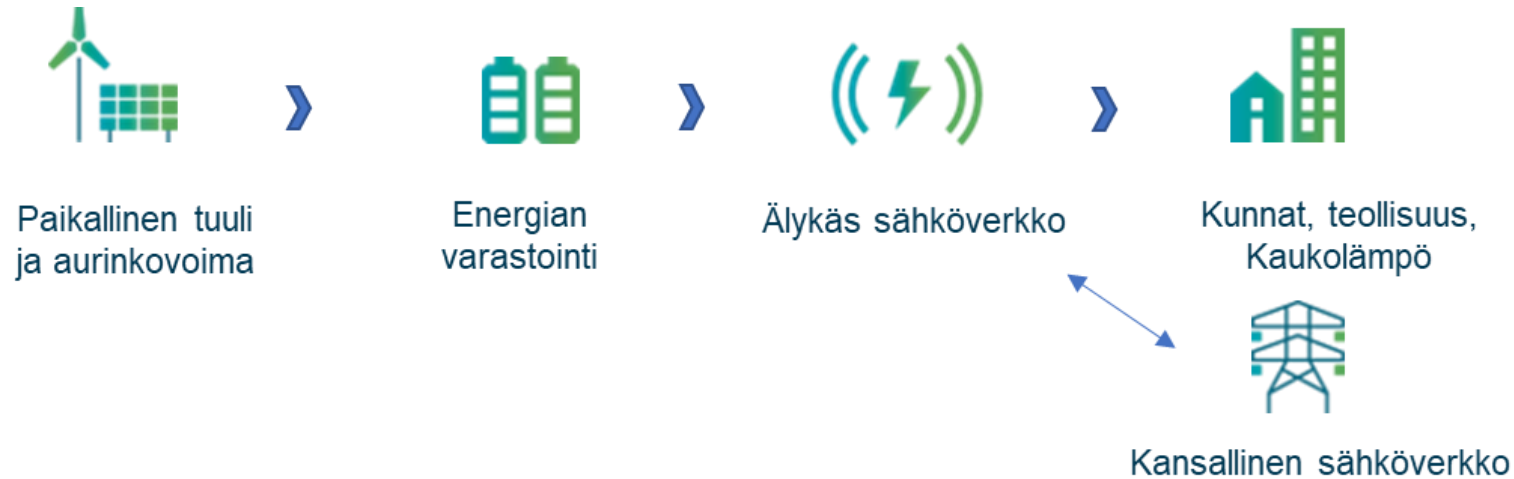 Paikallinen tuuli
ja aurinkovoima
Energian
varastointi
Älykäs sähköverkko
Kunnat, teollisuus,
Kaukolämpö
Kansallinen sähköverkko